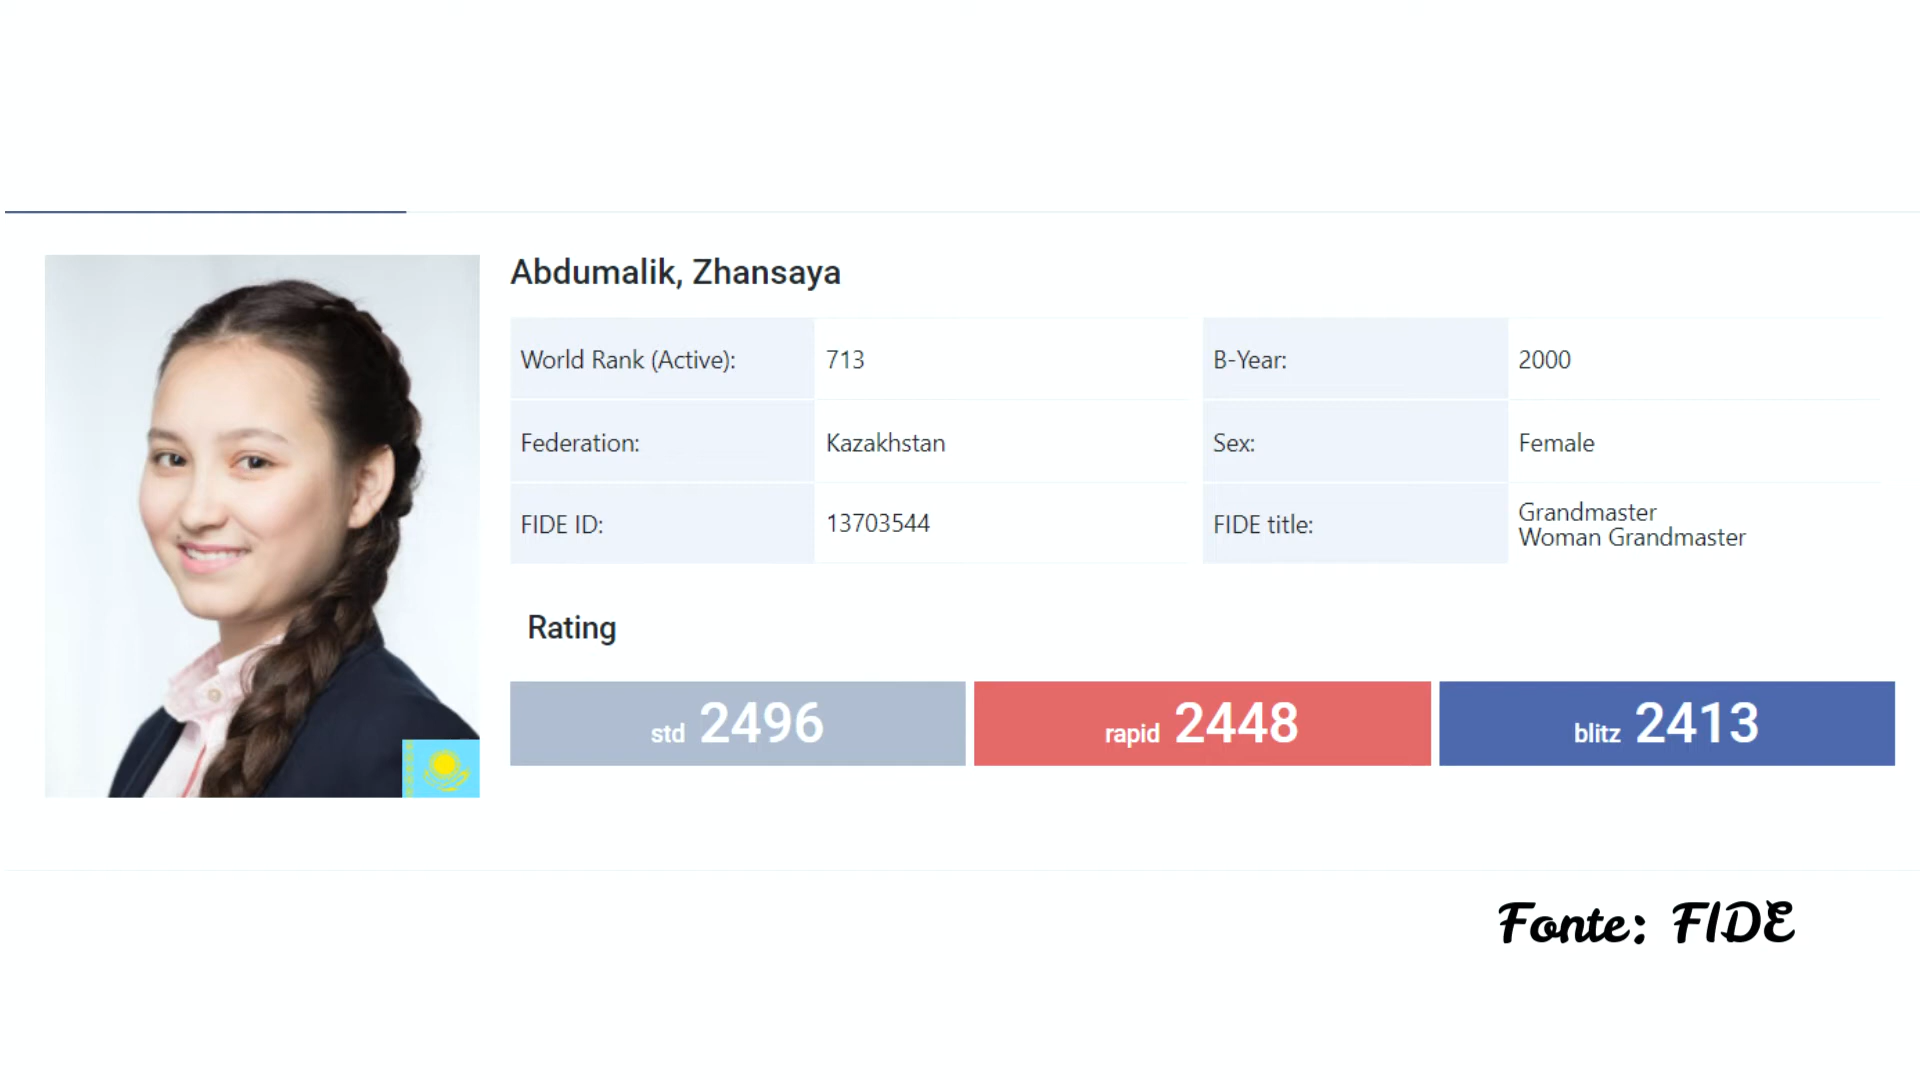 Abdumalik, Zhansaya
World Rank (Active): 713 B-Year: 2000
Federation: Kazakhstan Sex: Female
FIDE ID: 13703544 FIDE title: Grandmaster
Woman Grandmaster
Rating
std 2496 rapid 2448 blitz 2413
Fonte: FIDE